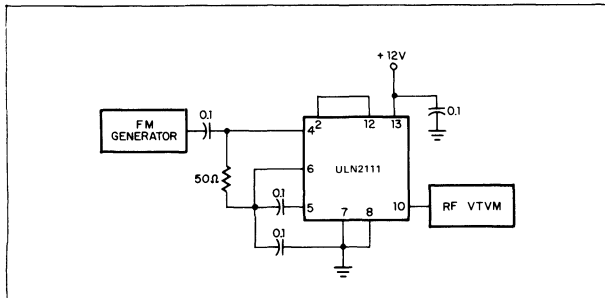 +12V
0.1
0.1
FM
GENERATOR
4
2
12
13
50Ω
6
ULN2111
0.1
5
7
8
10
RF VTVM
0.1